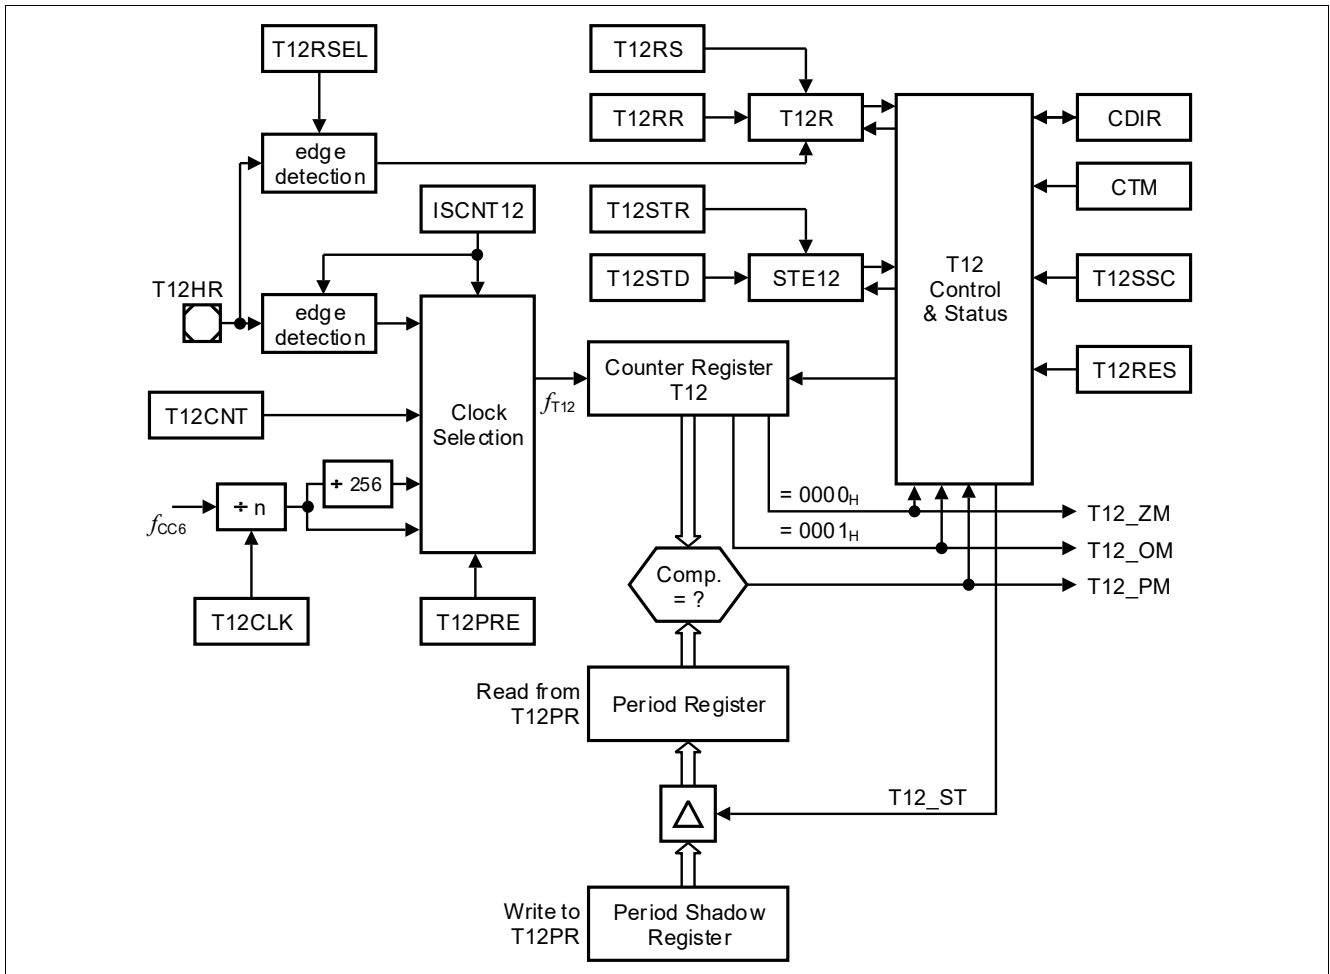 T12RSEL
T12RS
T12RR
T12R
CDIR
edge
detection
CTM
ISCNT12
T12STR
T12STD
STE12
T12
Control
& Status
T12SSC
T12HR
edge
detection
T12RES
Counter Register
T12
fT12
T12CNT
Clock
Selection
÷ 256
÷ n
fCC6
= 0000H
T12_ZM
= 0001H
T12_OM
Comp.
= ?
T12_PM
T12CLK
T12PRE
Read from
T12PR
Period Register
T12_ST
Write to
T12PR
Period Shadow
Register